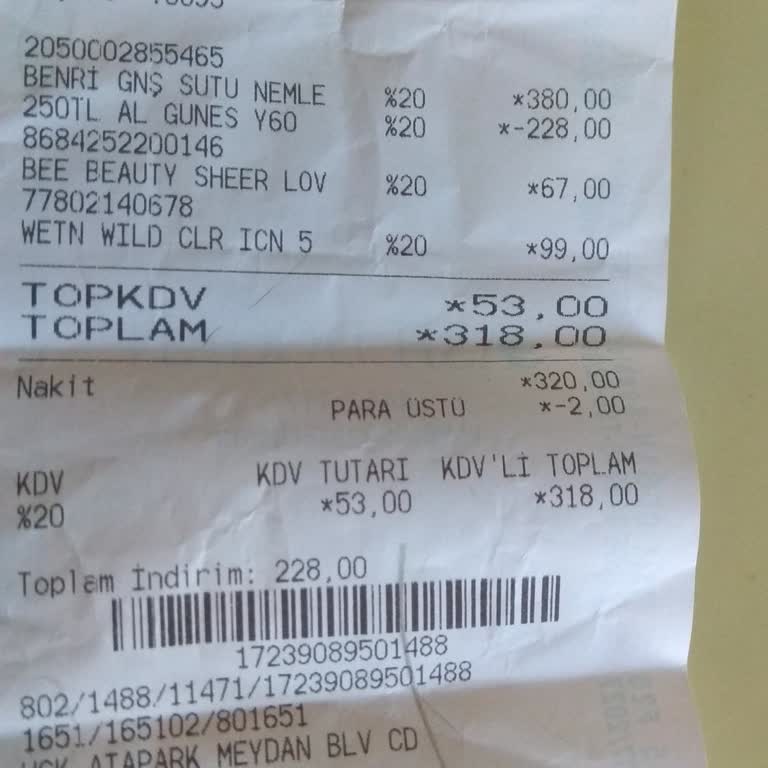 2050002855465
BENRİ GNŞ SUTU NEMLE %20 *380,00
250TL AL GUNES Y60 %20 *-228,00
8684252200146
BEE BEAUTY SHEER LOV %20 *67,00
77802140678
WETN WILD CLR ICN 5 %20 *99,00
TOPKDV *53,00
TOPLAM *318,00
Nakit *320,00
PARA ÜSTÜ *-2,00
KDV KDV TUTARI KDV'Lİ TOPLAM
%20 *53,00 *318,00
Toplam İndirim: 228,00
17239089501488
802/1488/11471/17239089501488
1651/165102/801651
ATAPARK MEYDAN BLV CD